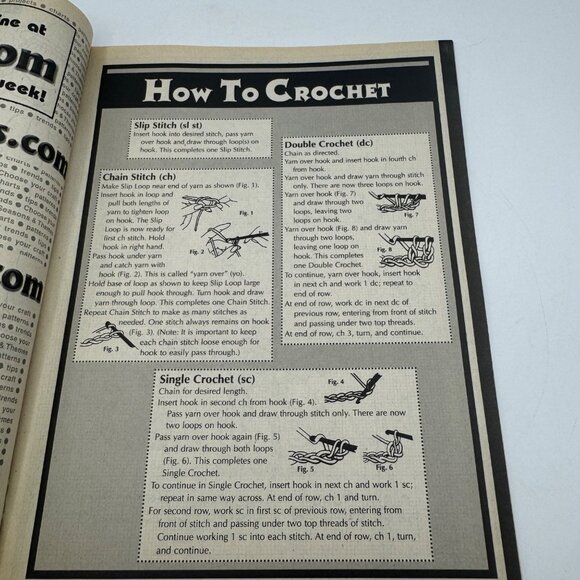 ne at
om
week!
s.com
com
How To Crochet
Slip Stitch (sl st)
Insert hook into desired stitch, pass yarn
over hook and draw through loop(s) on
hook. This completes one Slip Stitch.
Chain Stitch (ch)
Make Slip Loop near end of yarn as shown (Fig. 1).
Insert hook in loop and
pull both lengths of
yarn to tighten loop
on hook. The Slip
Loop is now ready for
first ch stitch. Hold
hook in right hand.
Pass hook under yarn
and catch yarn with
hook (Fig. 2). This is called "yarn over" (yo).
Hold base of loop as shown to keep Slip Loop large
enough to pull hook through. Turn hook and draw
yarn through loop. This completes one Chain Stitch.
Repeat Chain Stitch to make as many stitches as
needed. One stitch always remains on hook
(Fig. 3). (Note: It is important to keep
each chain stitch loose enough for
hook to easily pass through.)
Fig. 1
Fig. 2
Fig. 3
Double Crochet (dc)
Chain as directed.
Yarn over hook and insert hook in fourth ch
from hook.
Yarn over hook and draw yarn through stitch
only. There are now three loops on hook.
Yarn over hook (Fig. 7)
and draw through
two loops, leaving
two loops
on hook.
Yarn over hook (Fig. 8) and draw yarn
through two loops,
leaving one loop
on hook. This
completes one
Double Crochet.
To continue, yarn over hook, insert hook
in next ch and work 1 dc; repeat to
end of row.
At end of row, work dc in next dc of
previous row, entering from front of stitch
and passing under two top threads.
At end of row, ch 3, turn, and continue.
Fig. 7
Fig. 8
Single Crochet (sc)
Chain for desired length.
Insert hook in second ch from hook (Fig. 4).
Pass yarn over hook and draw through stitch only. There are now
two loops on hook.
Pass yarn over hook again (Fig. 5)
and draw through both loops
(Fig. 6). This completes one
Single Crochet.
To continue in Single Crochet, insert hook in next ch and work 1 sc;
repeat in same way across. At end of row, ch 1 and turn.
For second row, work sc in first sc of previous row, entering from
front of stitch and passing under two top threads of stitch.
Continue working 1 sc into each stitch. At end of row, ch 1, turn,
and continue.
Fig. 4
Fig. 5
Fig. 6